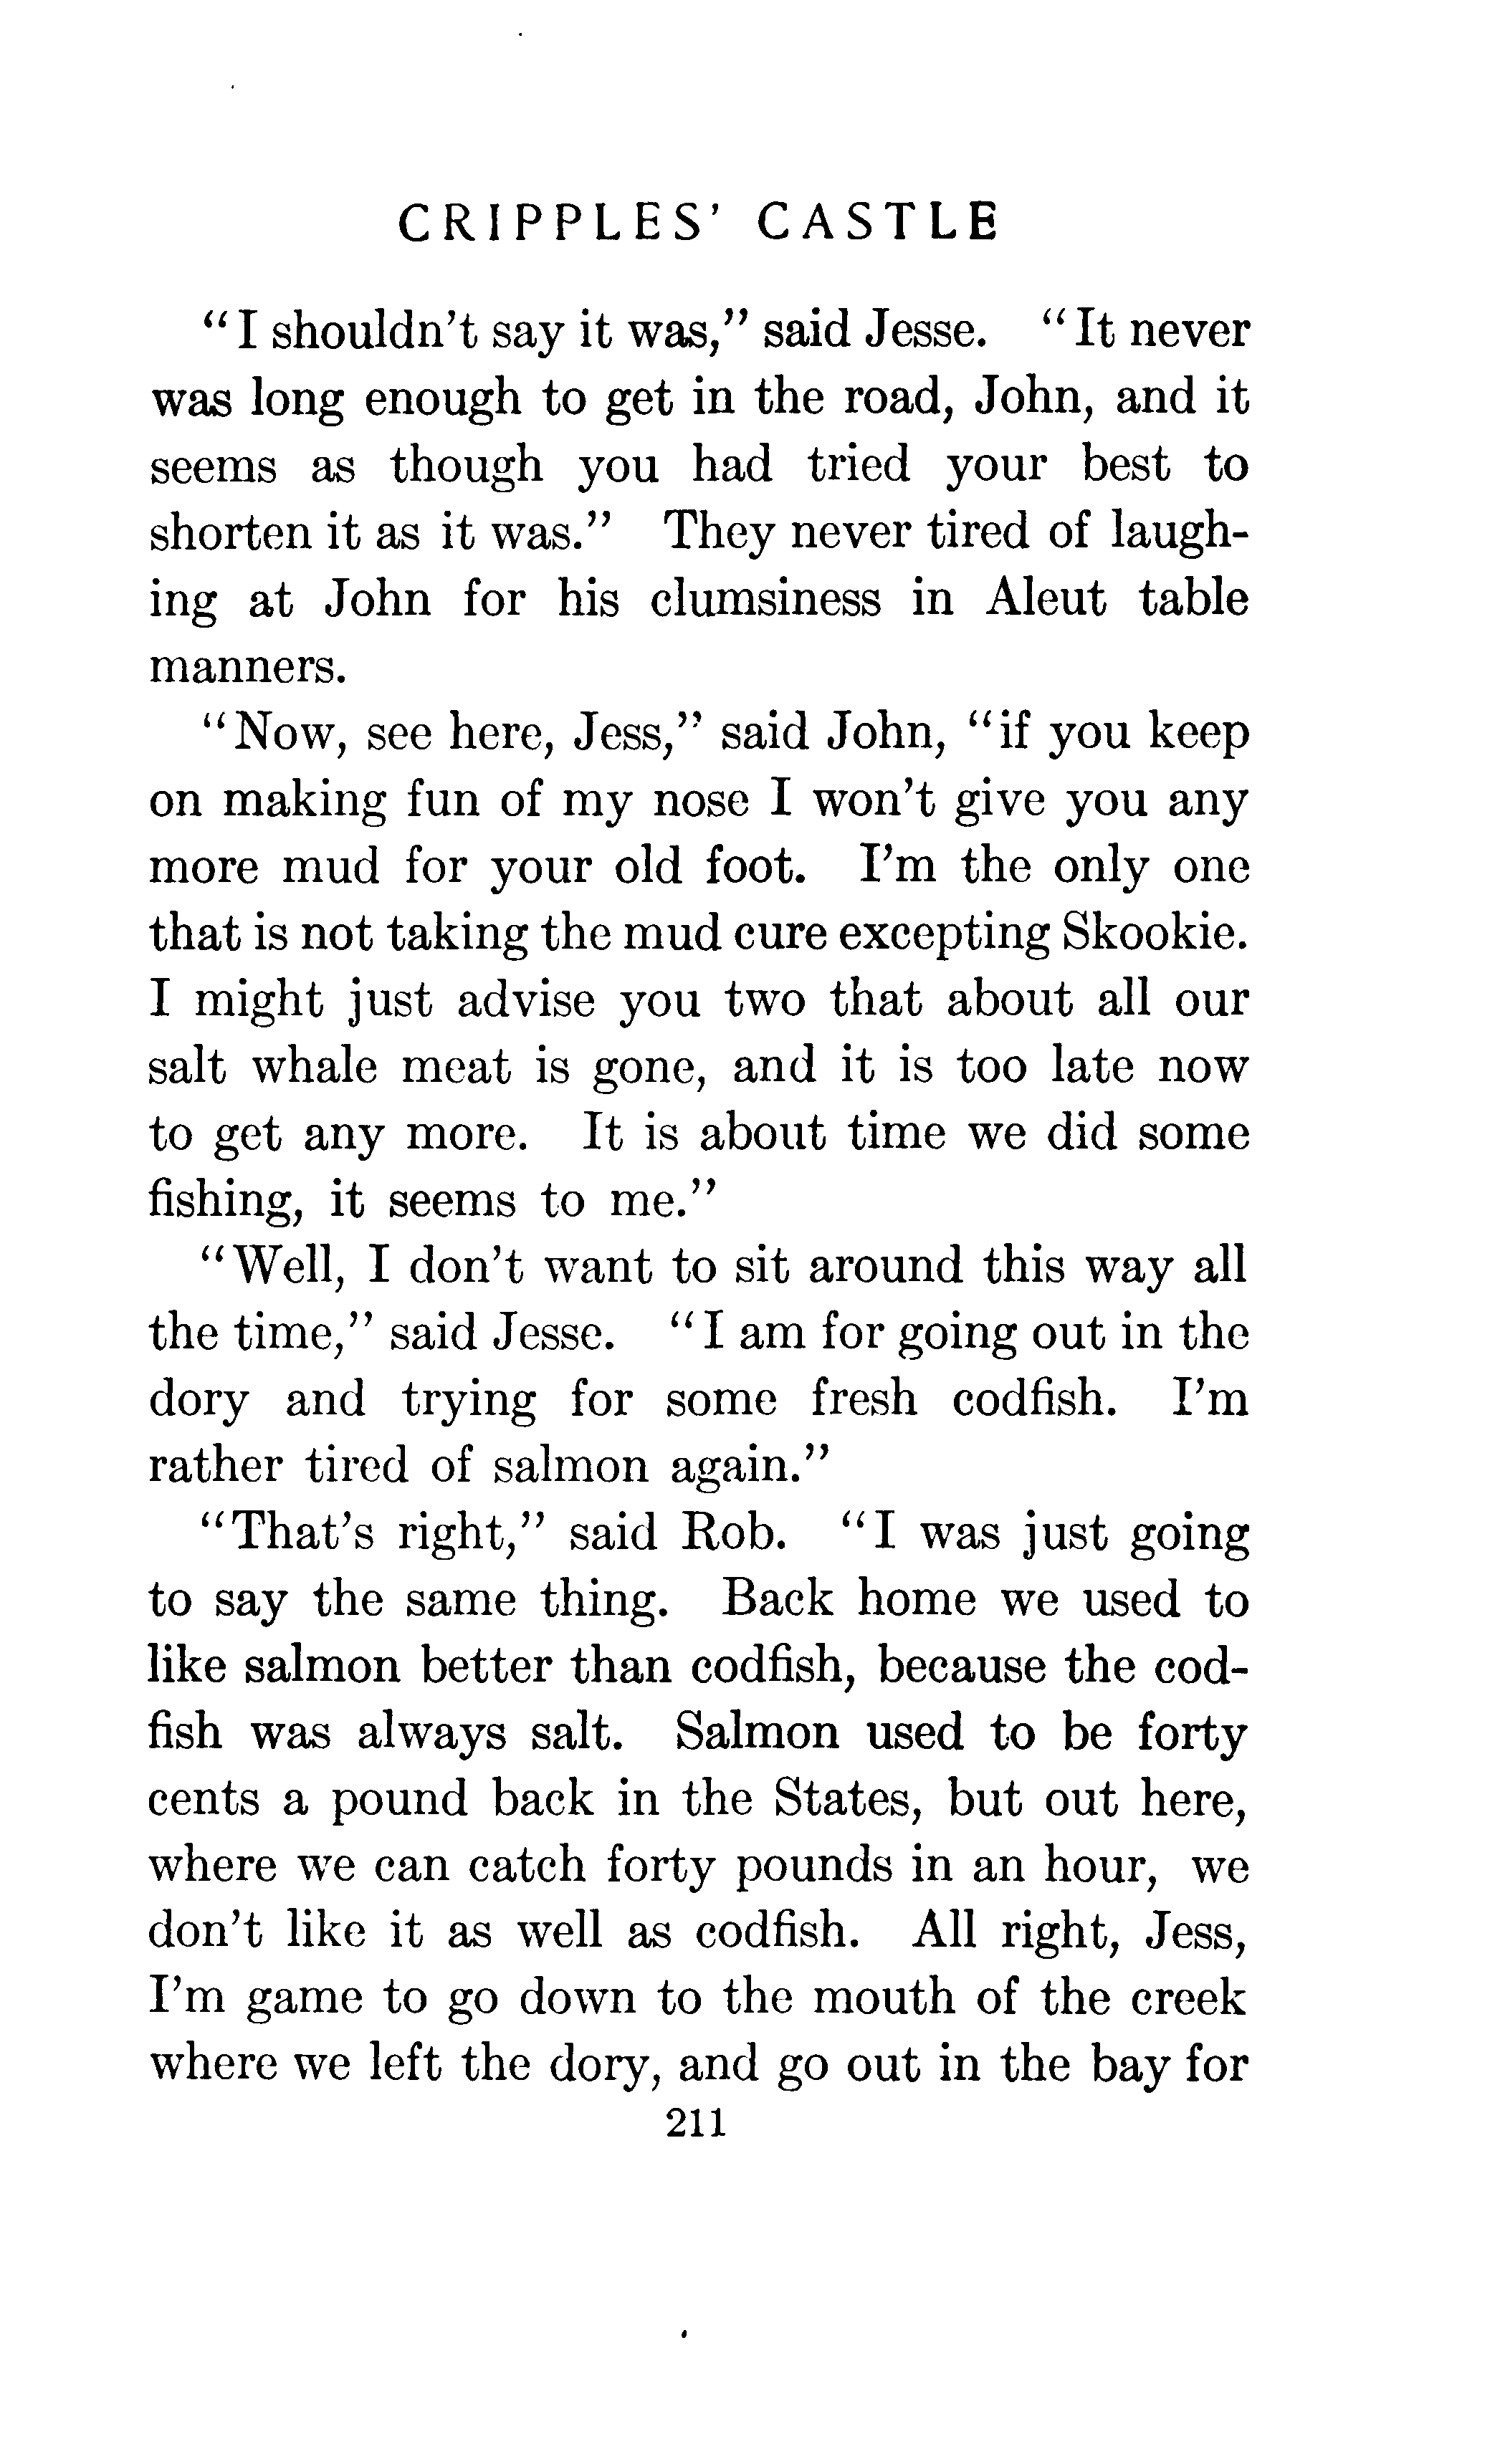 CRIPPLES' CASTLE
"I shouldn't say it was," said Jesse. "It never
was long enough to get in the road, John, and it
seems as though you had tried your best to
shorten it as it was." They never tired of laugh-
ing at John for his clumsiness in Aleut table
manners.
"Now, see here, Jess," said John, "if you keep
on making fun of my nose I won't give you any
more mud for your old foot. I'm the only one
that is not taking the mud cure excepting Skookie.
I might just advise you two that about all our
salt whale meat is gone, and it is too late now
to get any more. It is about time we did some
fishing, it seems to me."
"Well, I don't want to sit around this way all
the time," said Jesse. "I am for going out in the
dory and trying for some fresh codfish. I'm
rather tired of salmon again."
"That's right," said Rob. "I was just going
to say the same thing. Back home we used to
like salmon better than codfish, because the cod-
fish was always salt. Salmon used to be forty
cents a pound back in the States, but out here,
where we can catch forty pounds in an hour, we
don't like it as well as codfish. All right, Jess,
I'm game to go down to the mouth of the creek
where we left the dory, and go out in the bay for
211